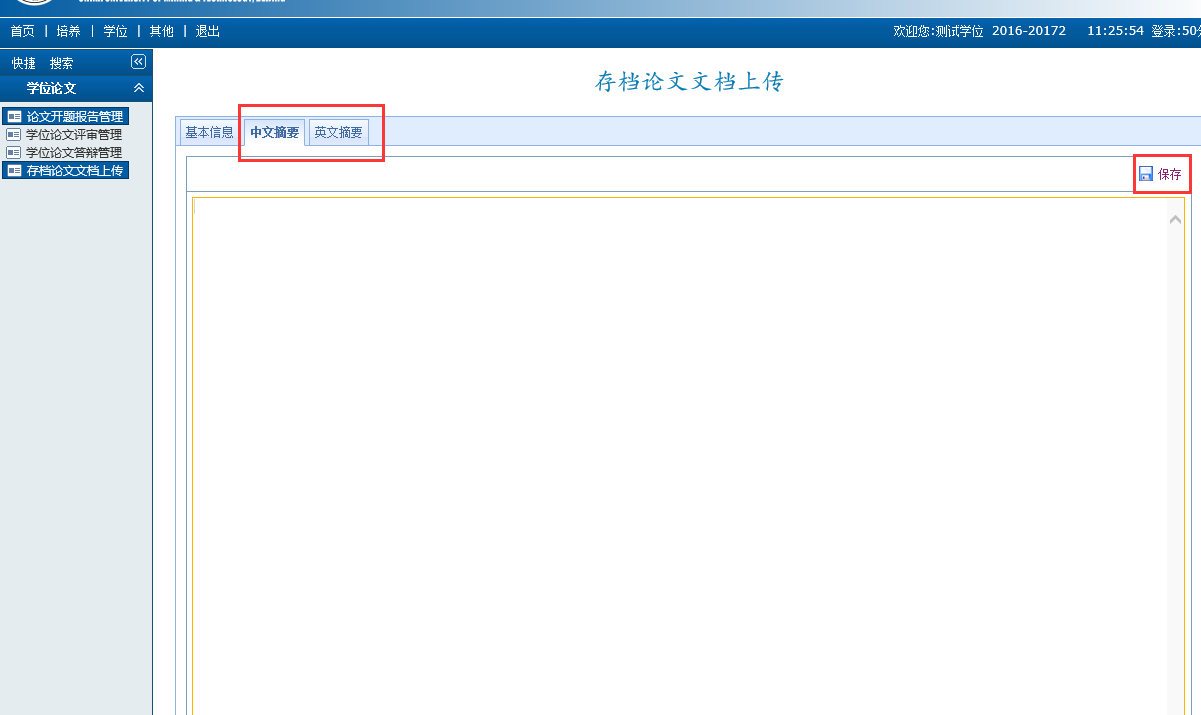 首页 | 培养 | 学位 | 其他 | 退出
欢迎您:测试学位 2016-20172 11:25:54 登录:50
快捷 搜索
学位论文
论文开题报告管理
学位论文评审管理
学位论文答辩管理
存档论文文档上传
存档论文文档上传
基本信息 中文摘要 英文摘要
保存